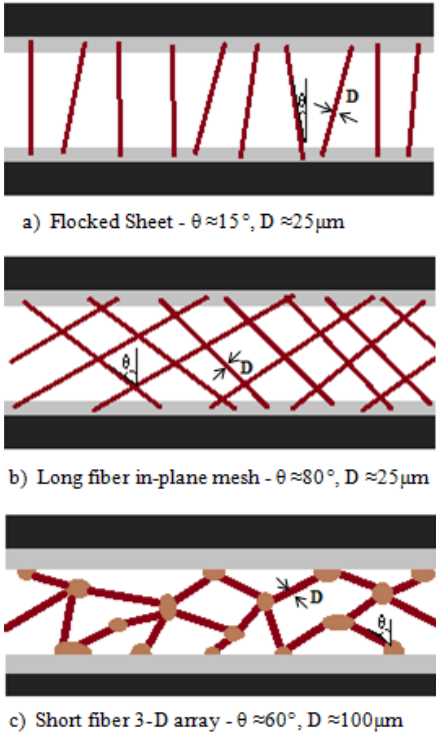 θ D
a) Flocked Sheet - θ ≈15°, D ≈25μm
θ D
b) Long fiber in-plane mesh - θ ≈80°, D ≈25μm
D θ
c) Short fiber 3-D array - θ ≈60°, D ≈100μm